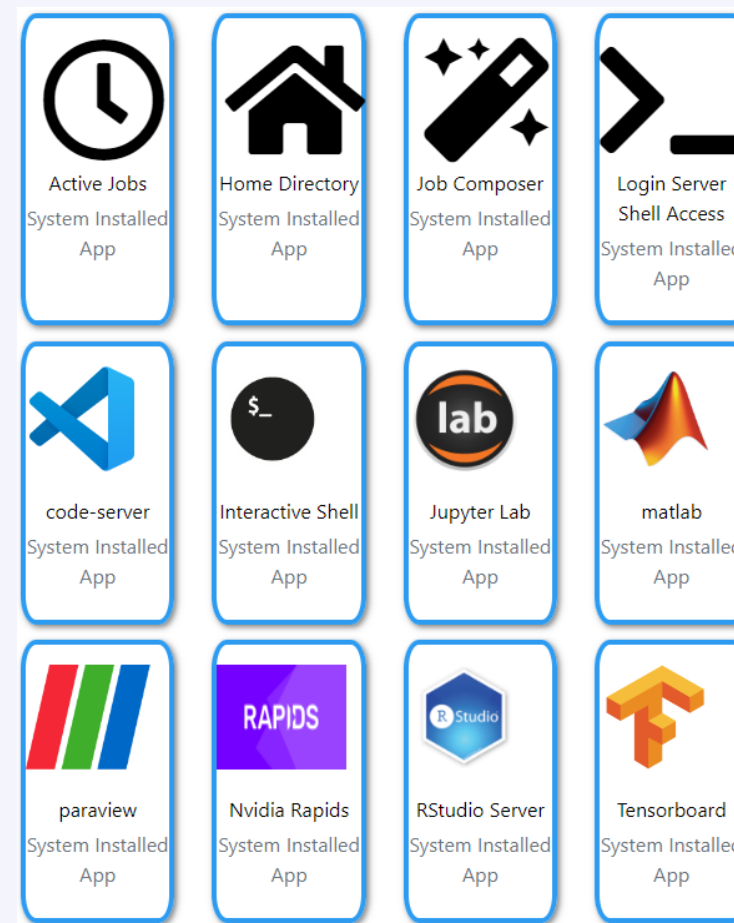 Active Jobs
System Installed
App
Home Directory
System Installed
App
Job Composer
System Installed
App
Login Server
Shell Access
System Installed
App
code-server
System Installed
App
$_
Interactive Shell
System Installed
App
lab
Jupyter Lab
System Installed
App
matlab
System Installed
App
paraview
System Installed
App
RAPIDS
Nvidia Rapids
System Installed
App
R Studio
RStudio Server
System Installed
App
Tensorboard
System Installed
App